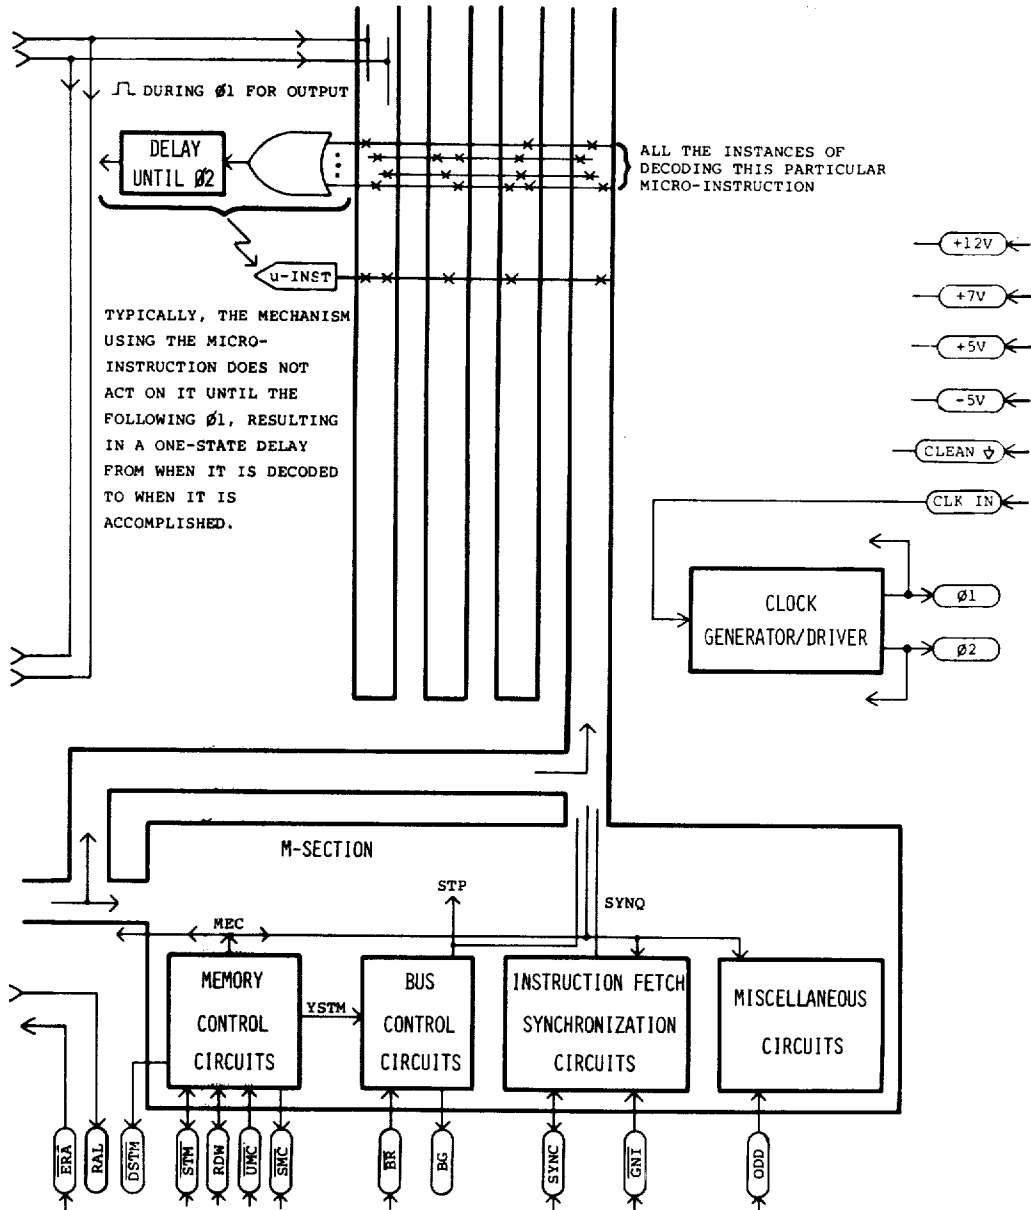 DURING Ø1 FOR OUTPUT
DELAY
UNTIL Ø2
ALL THE INSTANCES OF
DECODING THIS PARTICULAR
MICRO-INSTRUCTION
u-INST
TYPICALLY, THE MECHANISM
USING THE MICRO-
INSTRUCTION DOES NOT
ACT ON IT UNTIL THE
FOLLOWING Ø1, RESULTING
IN A ONE-STATE DELAY
FROM WHEN IT IS DECODED
TO WHEN IT IS
ACCOMPLISHED.
+12V
+7V
+5V
-5V
CLEAN
CLK IN
CLOCK
GENERATOR/DRIVER
Ø1
Ø2
M-SECTION
STP
SYNQ
MEC
MEMORY
CONTROL
CIRCUITS
YSTM
BUS
CONTROL
CIRCUITS
INSTRUCTION FETCH
SYNCHRONIZATION
CIRCUITS
MISCELLANEOUS
CIRCUITS
ERA
RAL
DSTM
STM
RDW
UMC
SMC
BR
BG
SYNC
GNI
ODD